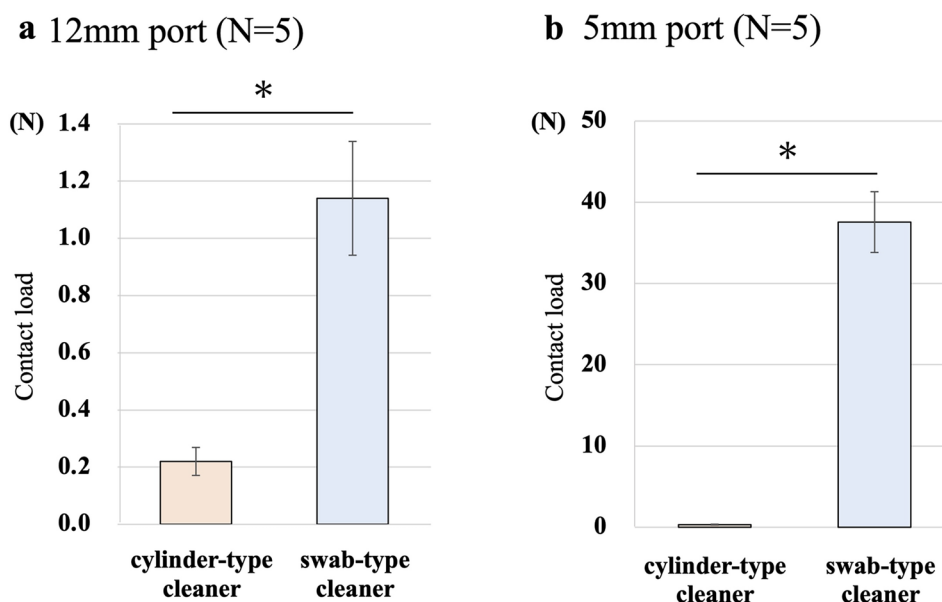 a 12mm port (N=5)
*
(N)
1.4
1.2
1.0
0.8
0.6
0.4
0.2
0.0
Contact load
cylinder-type
cleaner
swab-type
cleaner
b 5mm port (N=5)
(N)
50
*
40
30
20
10
0
Contact load
cylinder-type
cleaner
swab-type
cleaner